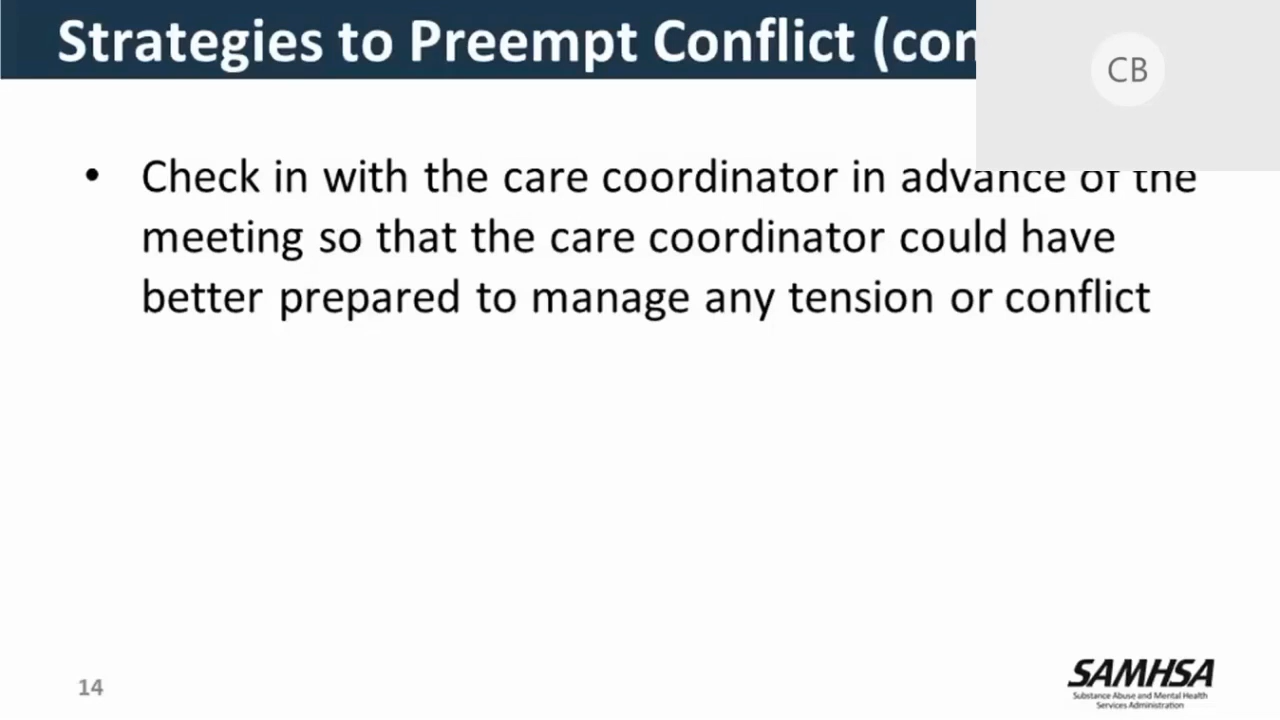 Strategies to Preempt Conflict (con
CB
• Check in with the care coordinator in advance of the
meeting so that the care coordinator could have
better prepared to manage any tension or conflict
14
SAMHSA
Substance Abuse and Mental Health
Services Administration